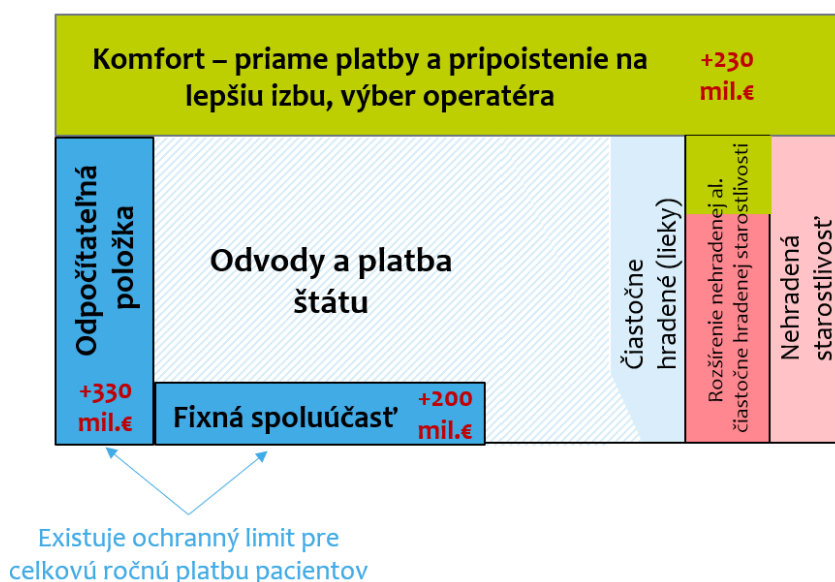 Komfort – priame platby a pripoistenie na
lepšiu izbu, výber operatéra
+230
mil.€
Odpočítateľná
položka
+330
mil.€
Odvody a platba
štátu
Fixná spoluúčasť
+200
mil.€
Čiastočne
hradené (lieky)
Rozšírenie nehradenej al.
čiastočne hradenej starostlivosti
Nehradená
starostlivosť
Existuje ochranný limit pre
celkovú ročnú platbu pacientov